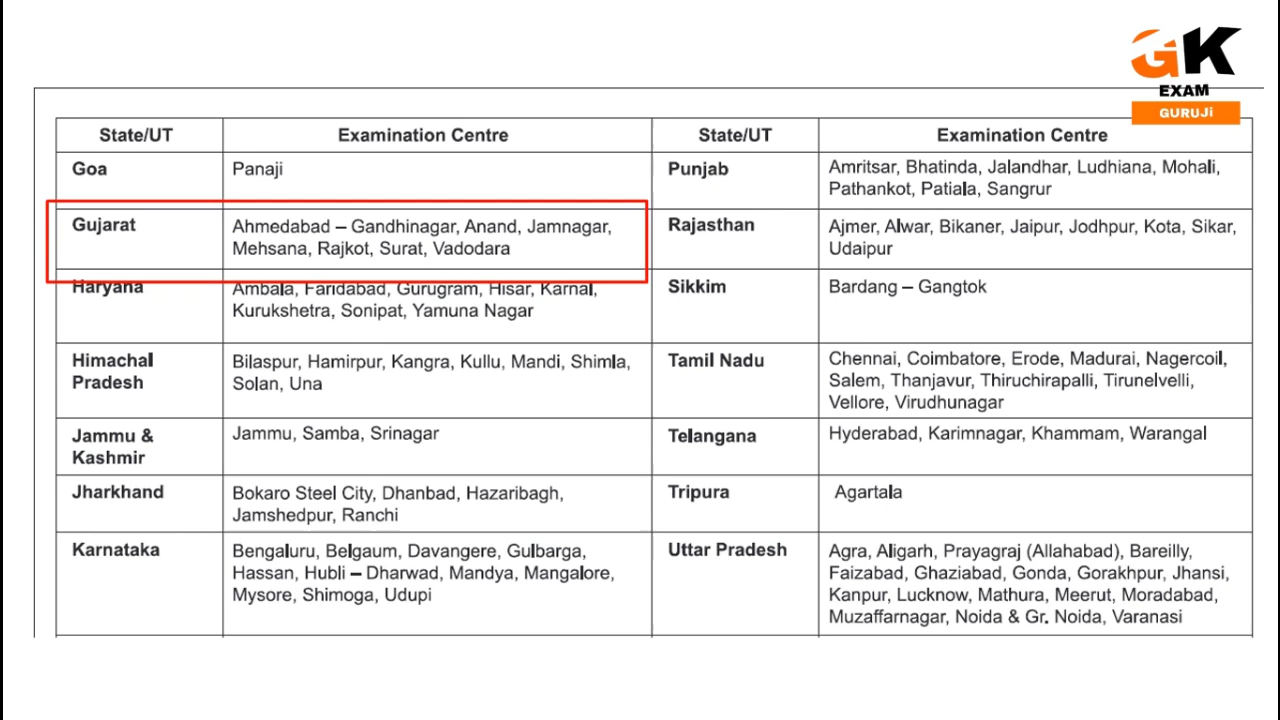 GK
EXAM
GURUJi
State/UT
Examination Centre
State/UT
Examination Centre
Goa
Panaji
Punjab
Amritsar, Bhatinda, Jalandhar, Ludhiana, Mohali,
Pathankot, Patiala, Sangrur
Gujarat
Ahmedabad – Gandhinagar, Anand, Jamnagar,
Mehsana, Rajkot, Surat, Vadodara
Rajasthan
Ajmer, Alwar, Bikaner, Jaipur, Jodhpur, Kota, Sikar,
Udaipur
Haryana
Ambala, Faridabad, Gurugram, Hisar, Karnal,
Kurukshetra, Sonipat, Yamuna Nagar
Sikkim
Bardang – Gangtok
Himachal
Pradesh
Bilaspur, Hamirpur, Kangra, Kullu, Mandi, Shimla,
Solan, Una
Tamil Nadu
Chennai, Coimbatore, Erode, Madurai, Nagercoil,
Salem, Thanjavur, Thiruchirapalli, Tirunelvelli,
Vellore, Virudhunagar
Jammu &
Kashmir
Jammu, Samba, Srinagar
Telangana
Hyderabad, Karimnagar, Khammam, Warangal
Jharkhand
Bokaro Steel City, Dhanbad, Hazaribagh,
Jamshedpur, Ranchi
Tripura
Agartala
Karnataka
Bengaluru, Belgaum, Davangere, Gulbarga,
Hassan, Hubli – Dharwad, Mandya, Mangalore,
Mysore, Shimoga, Udupi
Uttar Pradesh
Agra, Aligarh, Prayagraj (Allahabad), Bareilly,
Faizabad, Ghaziabad, Gonda, Gorakhpur, Jhansi,
Kanpur, Lucknow, Mathura, Meerut, Moradabad,
Muzaffarnagar, Noida & Gr. Noida, Varanasi